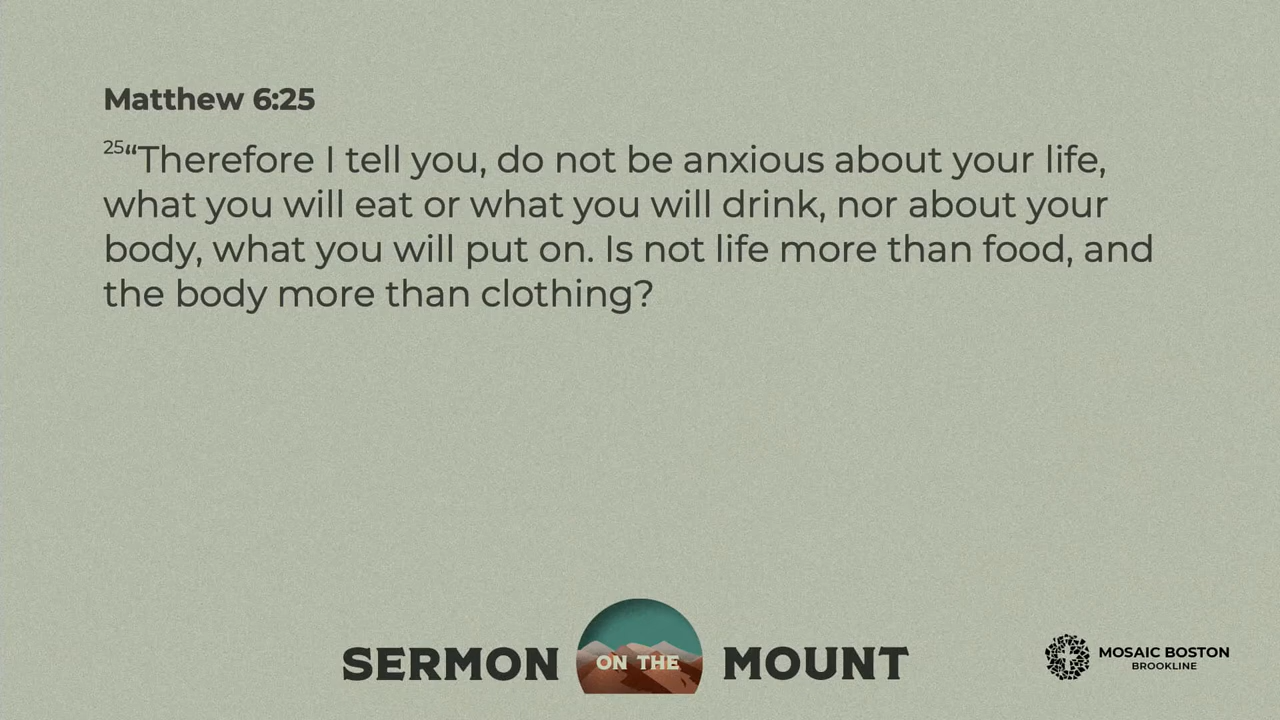 Matthew 6:25
25“Therefore I tell you, do not be anxious about your life,
what you will eat or what you will drink, nor about your
body, what you will put on. Is not life more than food, and
the body more than clothing?
SERMON ON THE MOUNT
MOSAIC BOSTON
BROOKLINE